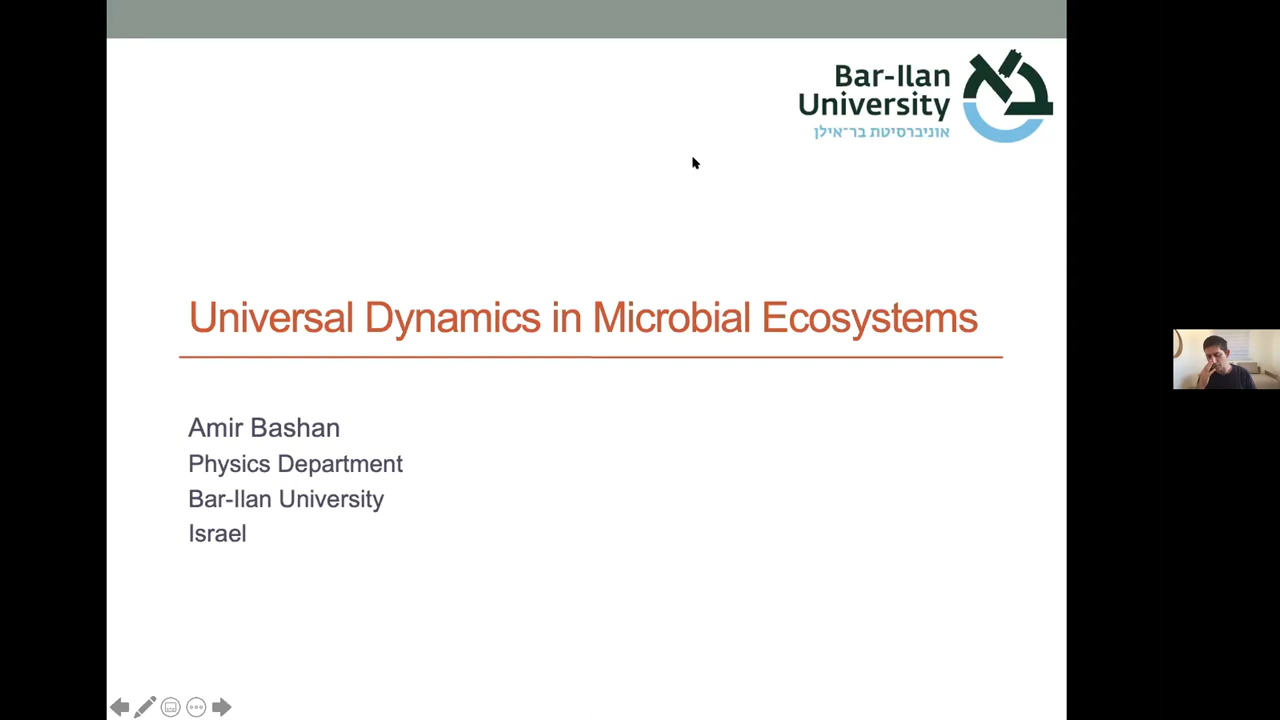 Bar-Ilan
University
אוניברסיטת בר־אילן
Universal Dynamics in Microbial Ecosystems
Amir Bashan
Physics Department
Bar-Ilan University
Israel